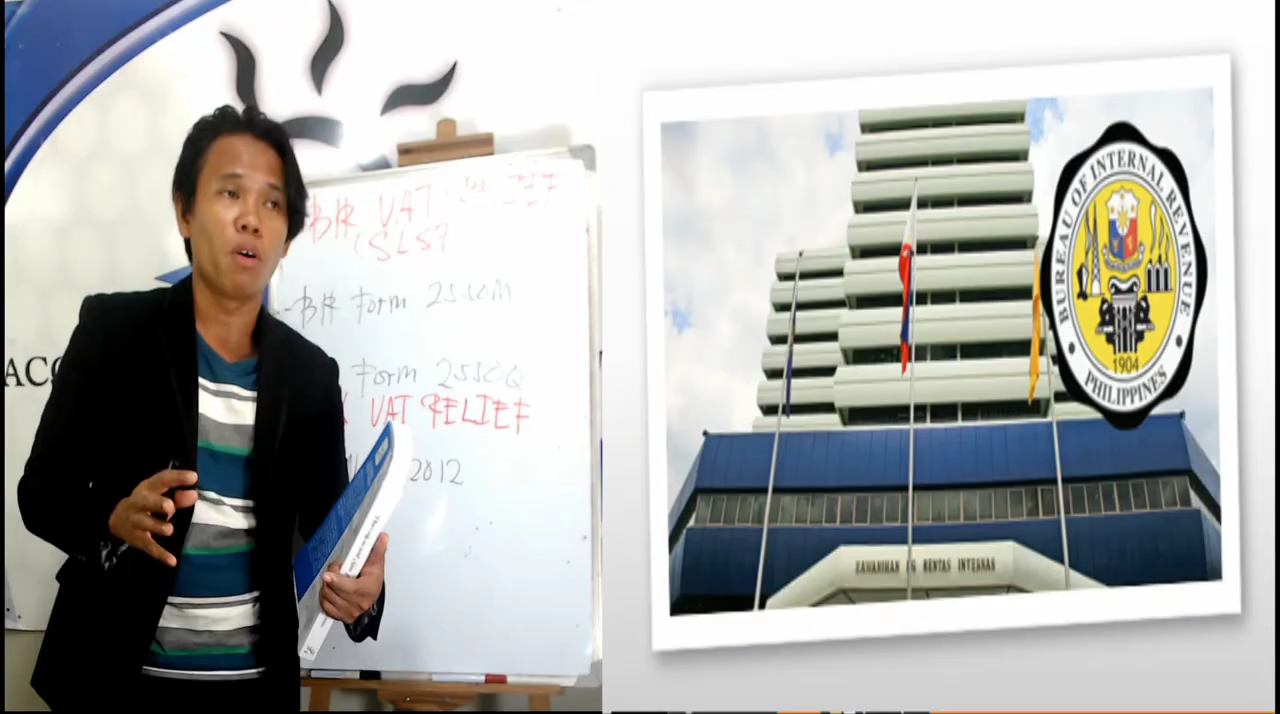 ACC
BIR VAT
(SLSP
BIR Form 2550M
Form 2550Q
VAT RELIEF
2012
BUREAU OF INTERNAL REVENUE
1904
PHILIPPINES
KAWANIHAN NG RENTAS INTERNAS